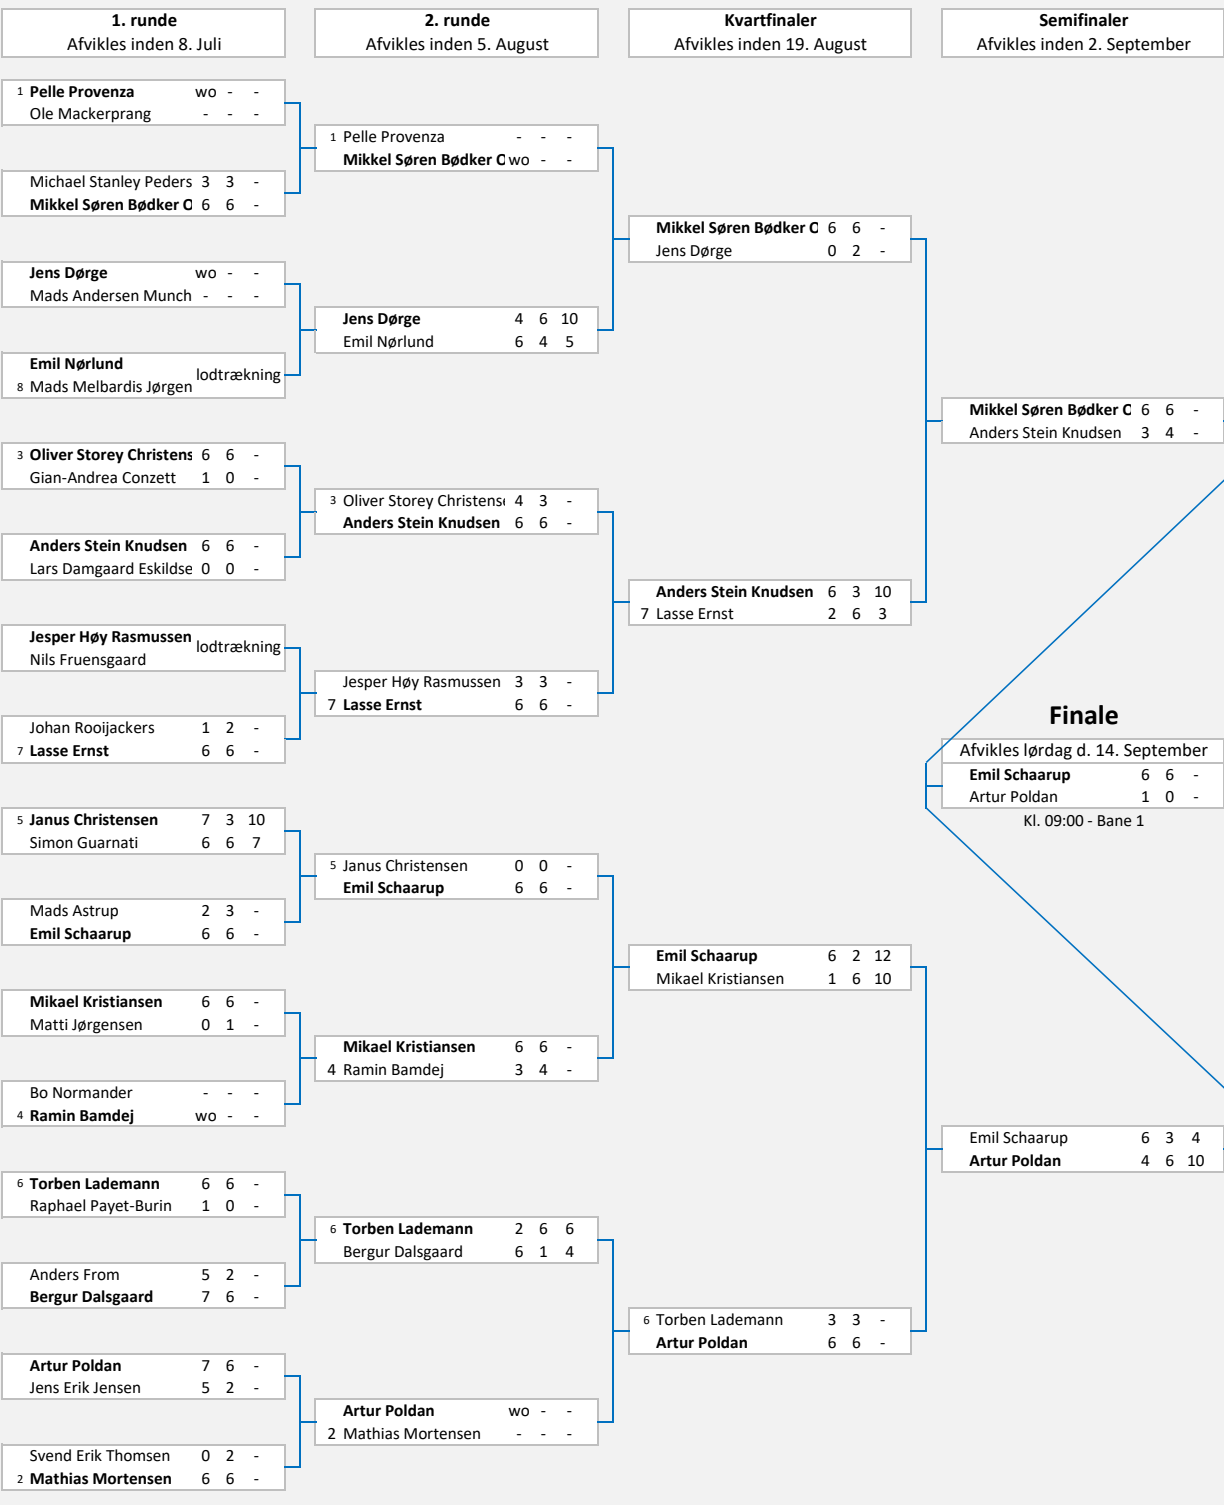 1. runde
Afvikles inden 8. Juli
1 Pelle Provenza wo - -
Ole Mackerprang - - -
Michael Stanley Peders 3 3 -
Mikkel Søren Bødker O 6 6 -
Jens Dørge wo - -
Mads Andersen Munch - - -
Emil Nørlund
lodtrækning
8 Mads Melbardis Jørgen
3 Oliver Storey Christens 6 6 -
Gian-Andrea Conzett 1 0 -
Anders Stein Knudsen 6 6 -
Lars Damgaard Eskildse 0 0 -
Jesper Høy Rasmussen
lodtrækning
Nils Fruensgaard
Johan Rooijackers 1 2 -
7 Lasse Ernst 6 6 -
5 Janus Christensen 7 3 10
Simon Guarnati 6 6 7
Mads Astrup 2 3 -
Emil Schaarup 6 6 -
Mikael Kristiansen 6 6 -
Matti Jørgensen 0 1 -
Bo Normander - - -
4 Ramin Bamdej wo - -
6 Torben Lademann 6 6 -
Raphael Payet-Burin 1 0 -
Anders From 5 2 -
Bergur Dalsgaard 7 6 -
Artur Poldan 7 6 -
Jens Erik Jensen 5 2 -
Svend Erik Thomsen 0 2 -
2 Mathias Mortensen 6 6 -
2. runde
Afvikles inden 5. August
1 Pelle Provenza - - -
Mikkel Søren Bødker O wo - -
Jens Dørge 4 6 10
Emil Nørlund 6 4 5
3 Oliver Storey Christense 4 3 -
Anders Stein Knudsen 6 6 -
Jesper Høy Rasmussen 3 3 -
7 Lasse Ernst 6 6 -
5 Janus Christensen 0 0 -
Emil Schaarup 6 6 -
Mikael Kristiansen 6 6 -
4 Ramin Bamdej 3 4 -
6 Torben Lademann 2 6 6
Bergur Dalsgaard 6 1 4
Artur Poldan wo - -
2 Mathias Mortensen - - -
Kvartfinaler
Afvikles inden 19. August
Mikkel Søren Bødker O 6 6 -
Jens Dørge 0 2 -
Anders Stein Knudsen 6 3 10
7 Lasse Ernst 2 6 3
Emil Schaarup 6 2 12
Mikael Kristiansen 1 6 10
6 Torben Lademann 3 3 -
Artur Poldan 6 6 -
Semifinaler
Afvikles inden 2. September
Mikkel Søren Bødker O 6 6 -
Anders Stein Knudsen 3 4 -
Finale
Afvikles lørdag d. 14. September
Emil Schaarup 6 6 -
Artur Poldan 1 0 -
Kl. 09:00 - Bane 1
Emil Schaarup 6 3 4
Artur Poldan 4 6 10